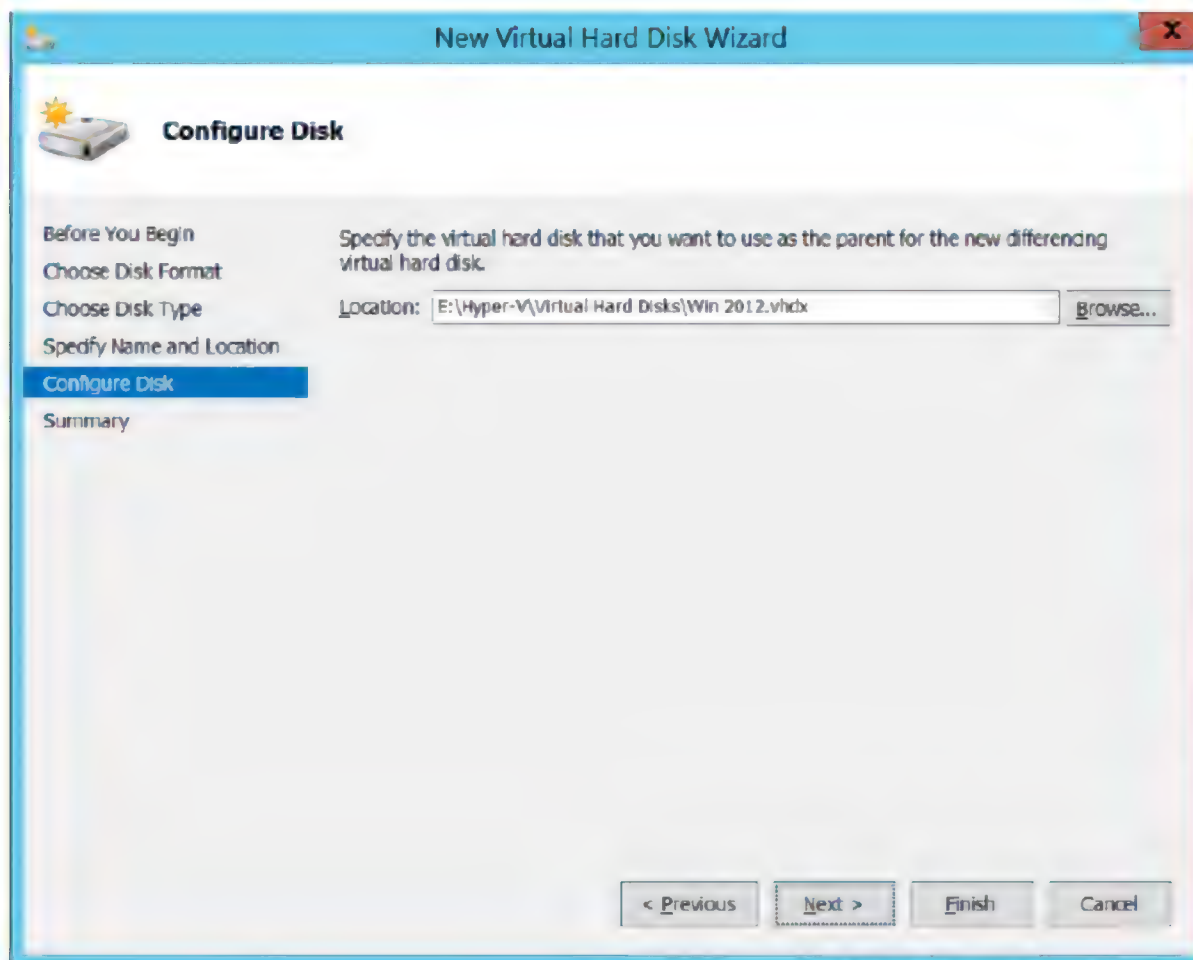 New Virtual Hard Disk Wizard
X
Configure Disk
Before You Begin
Choose Disk Format
Choose Disk Type
Specify Name and Location
Configure Disk
Summary
Specify the virtual hard disk that you want to use as the parent for the new differencing
virtual hard disk.
Location: E:\Hyper-V\Virtual Hard Disks\Win 2012.vhdx Browse...
< Previous Next > Finish Cancel